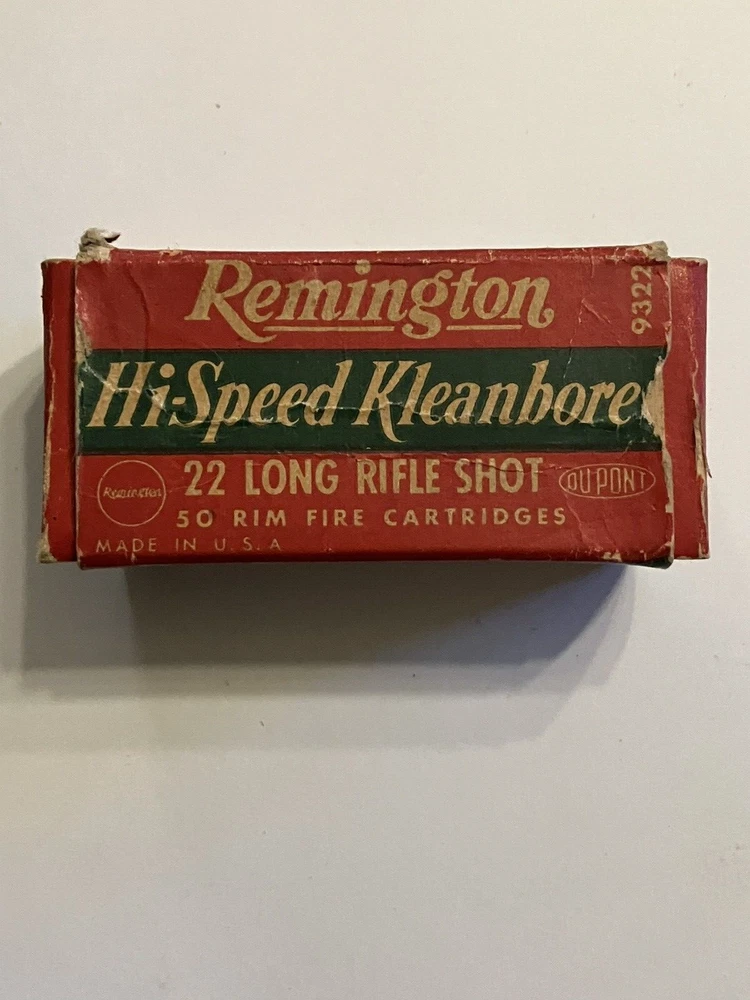 Remington
9322
Hi-Speed Kleanbore
Remington
22 LONG RIFLE SHOT
DU PONT
50 RIM FIRE CARTRIDGES
MADE IN U.S.A